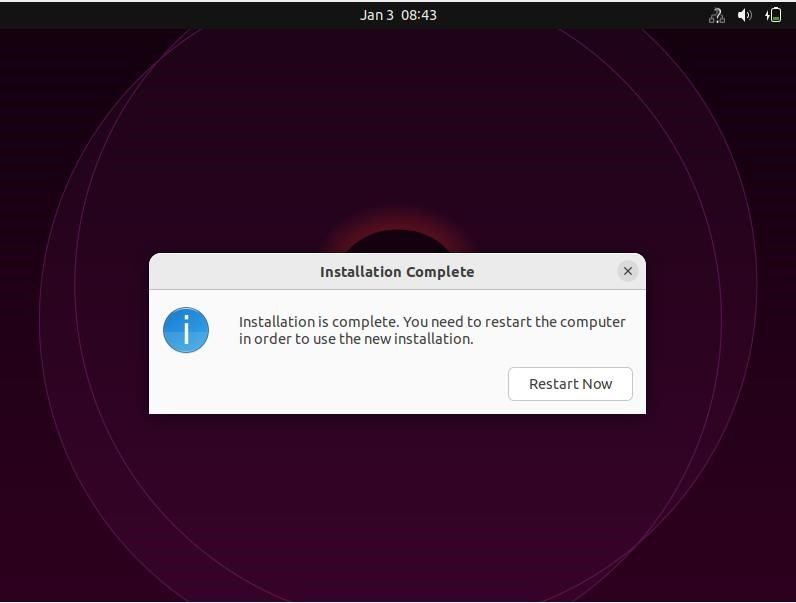 Jan 3 08:43
Installation Complete
Installation is complete. You need to restart the computer
in order to use the new installation.
Restart Now